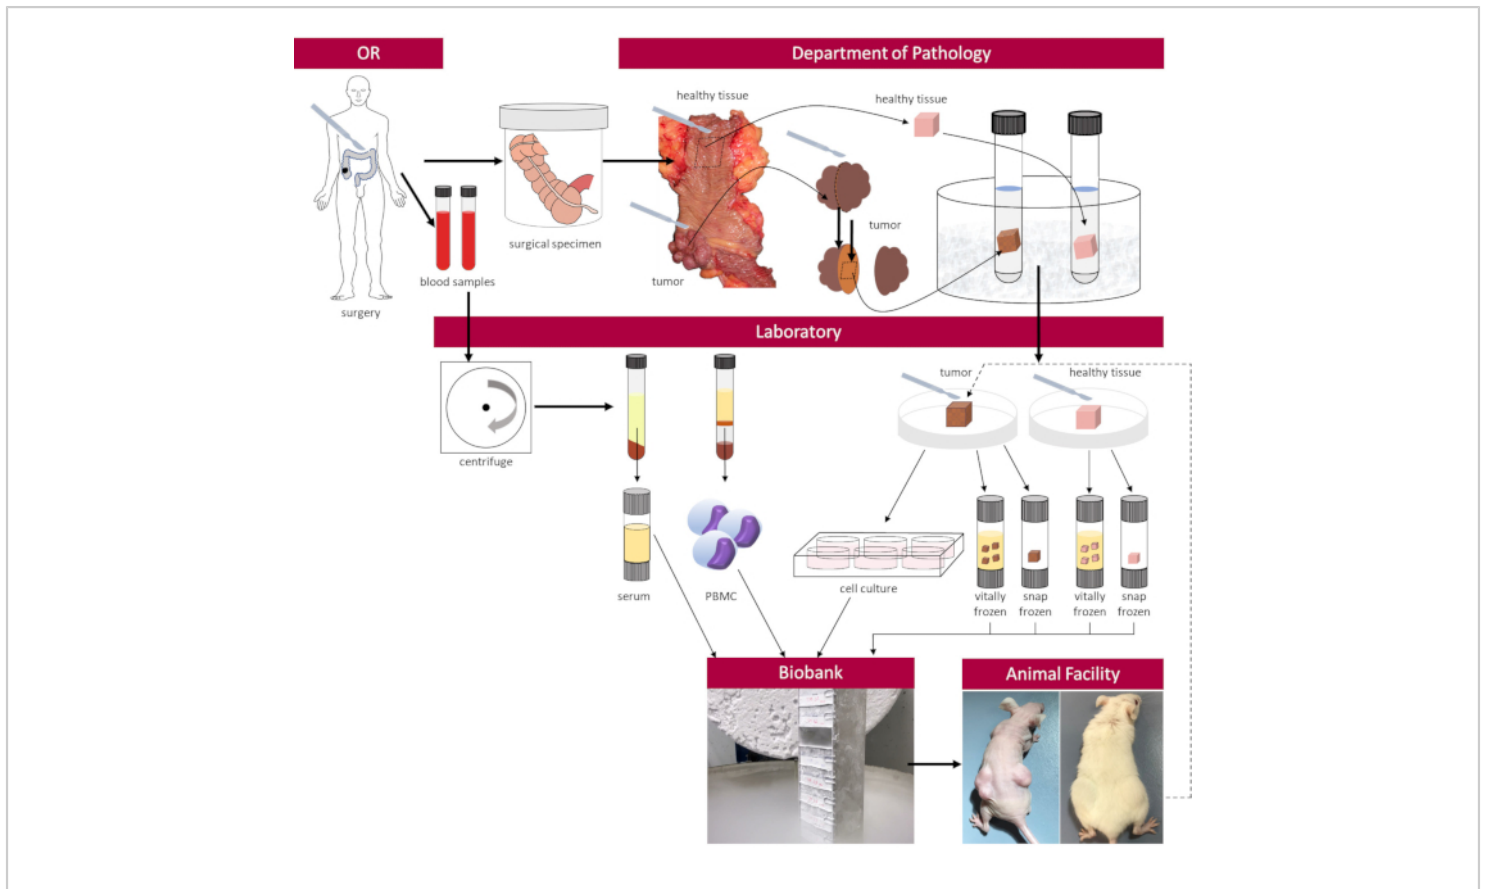 OR
Department of Pathology
healthy tissue
healthy tissue
tumor
surgical specimen
tumor
blood samples
surgery
Laboratory
tumor
healthy tissue
centrifuge
serum
PBMC
cell culture
vitally
frozen
snap
frozen
vitally
frozen
snap
frozen
Biobank
Animal Facility